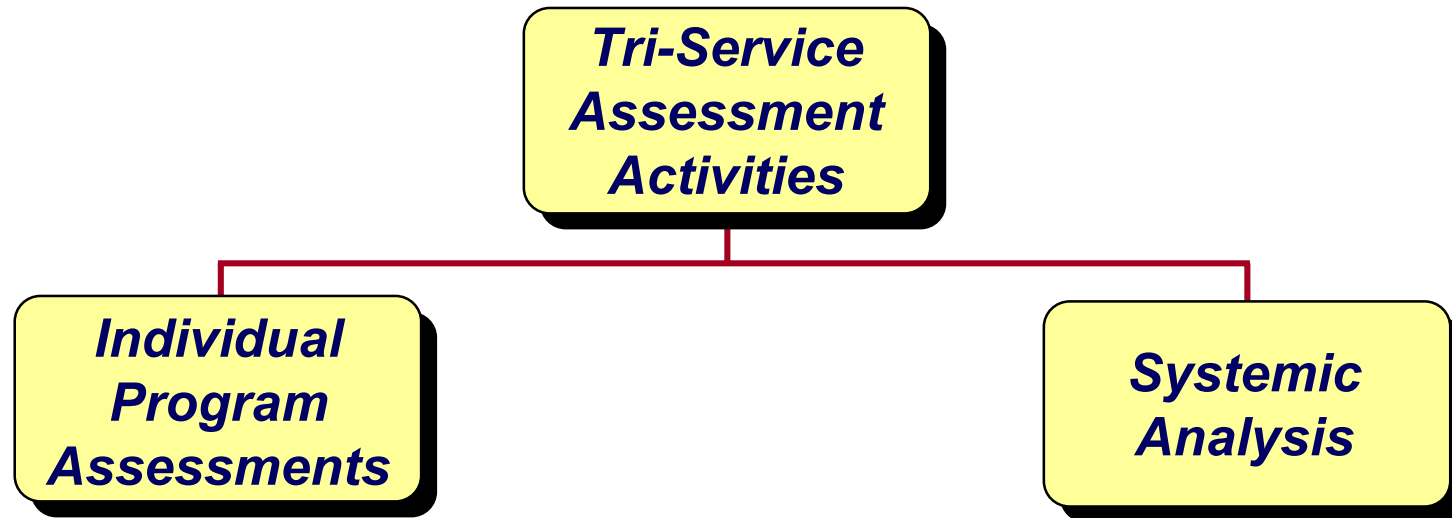 Tri-Service
Assessment
Activities
Individual
Program
Assessments
Systemic
Analysis